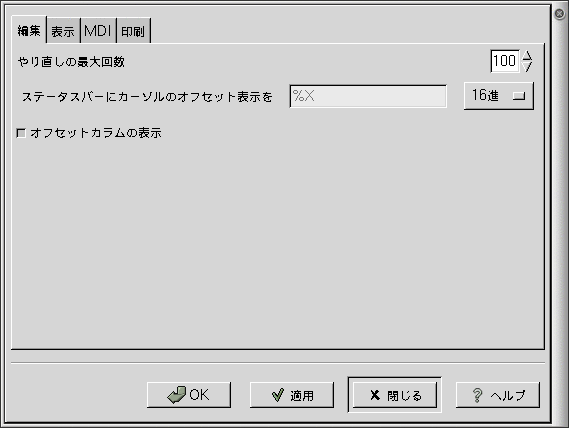 編集 表示 MDI 印刷
やり直しの最大回数 100
ステータスバーにカーソルのオフセット表示を %X 16進
オフセットカラムの表示
OK 適用 閉じる ヘルプ